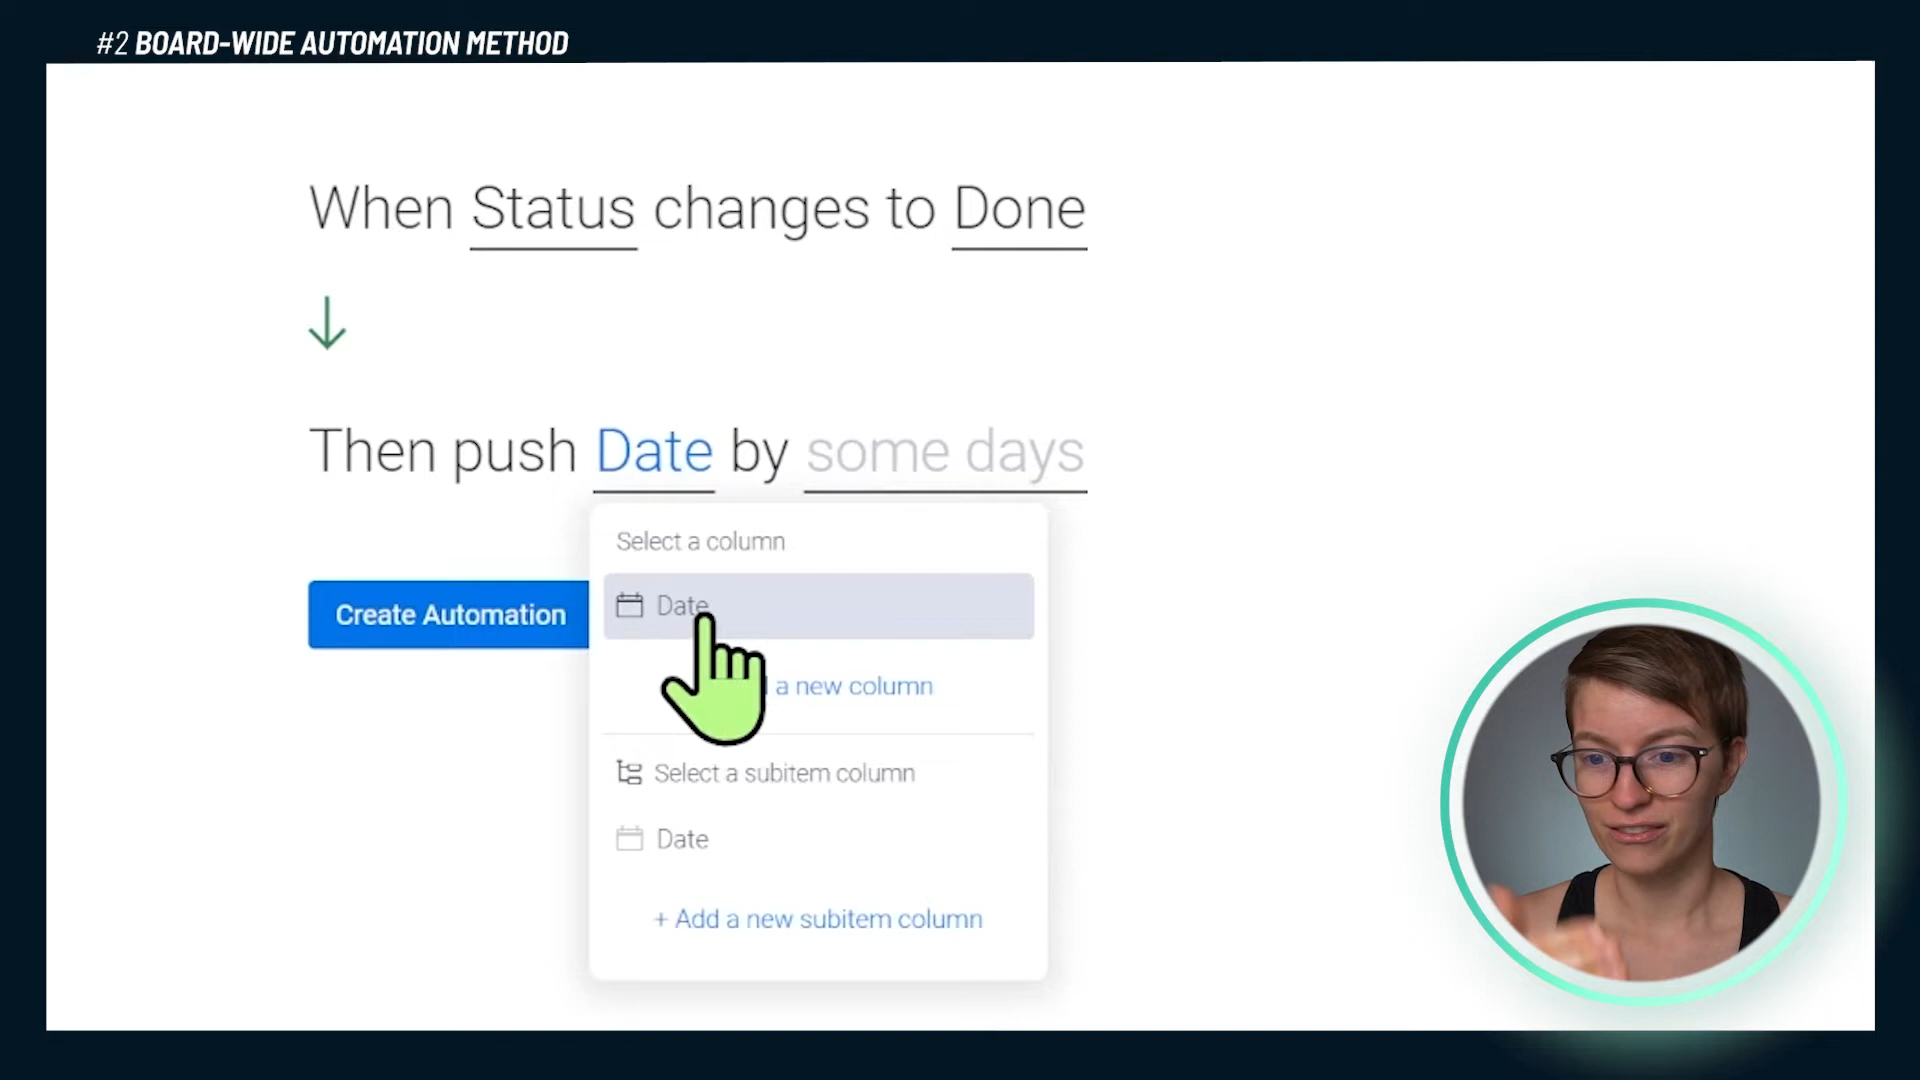 #2 BOARD-WIDE AUTOMATION METHOD
When Status changes to Done
Then push Date by some days
Select a column
Date
Create Automation
a new column
Select a subitem column
Date
+ Add a new subitem column